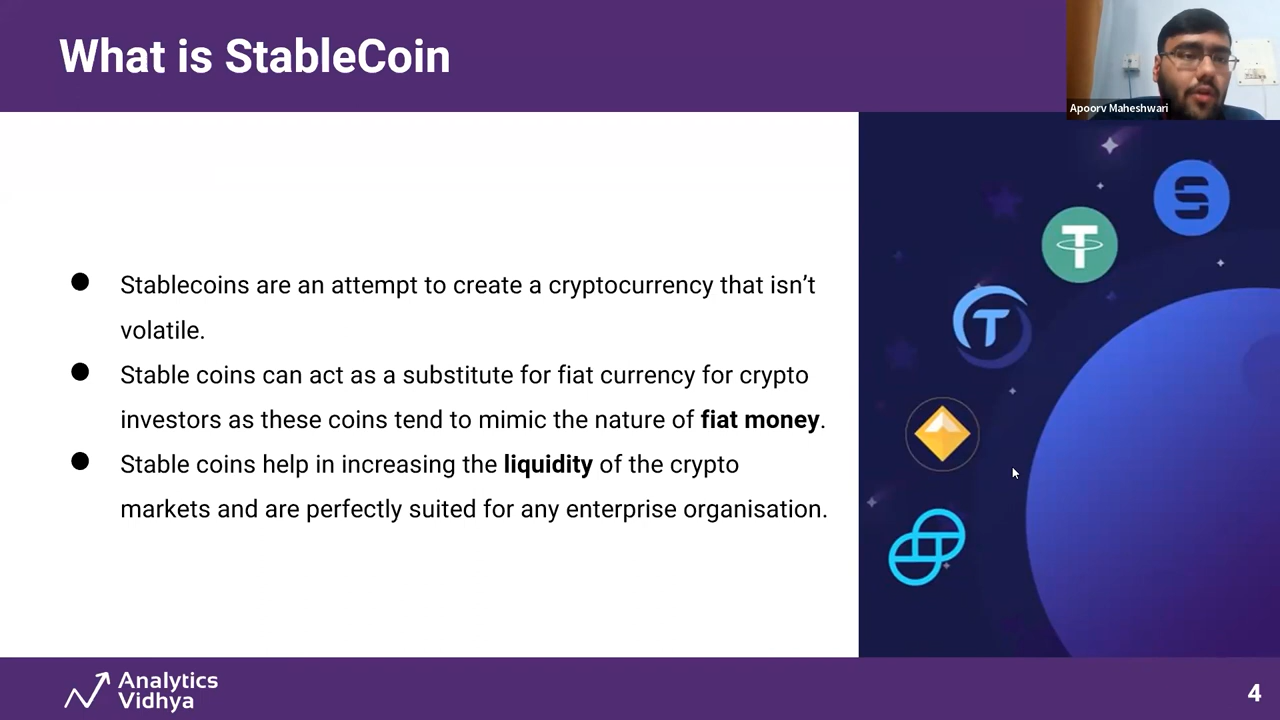 What is StableCoin
Apoorv Maheshwari
Stablecoins are an attempt to create a cryptocurrency that isn’t
volatile.
Stable coins can act as a substitute for fiat currency for crypto
investors as these coins tend to mimic the nature of fiat money.
Stable coins help in increasing the liquidity of the crypto
markets and are perfectly suited for any enterprise organisation.
Analytics
Vidhya
4